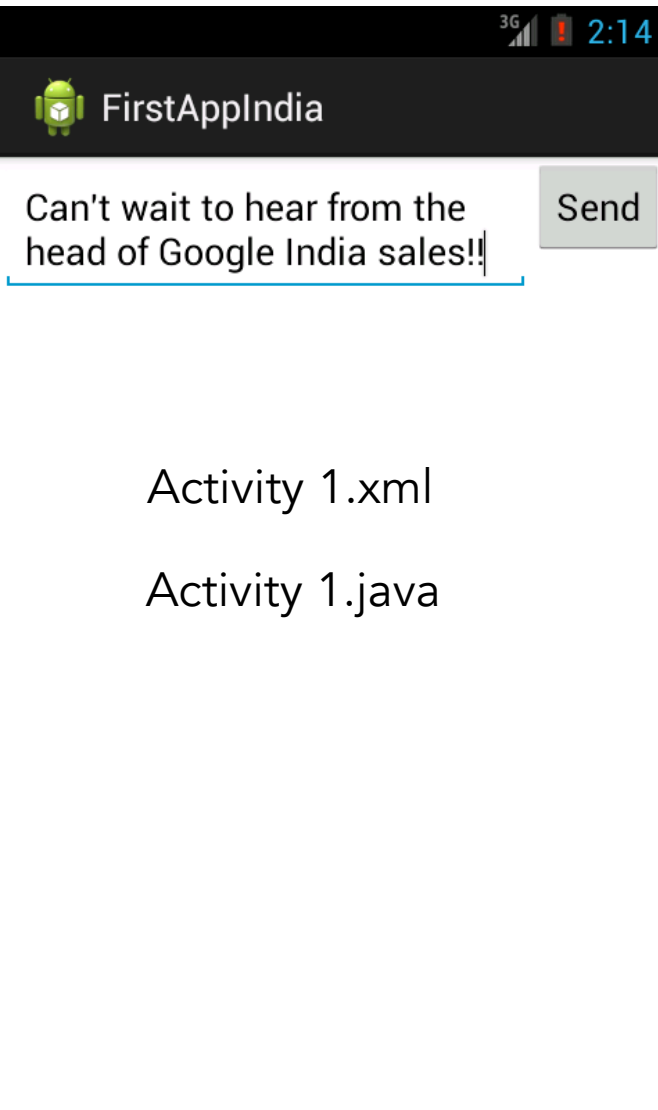 3G 2:14
FirstAppIndia
Can't wait to hear from the
head of Google India sales!!
Send
Activity 1.xml
Activity 1.java